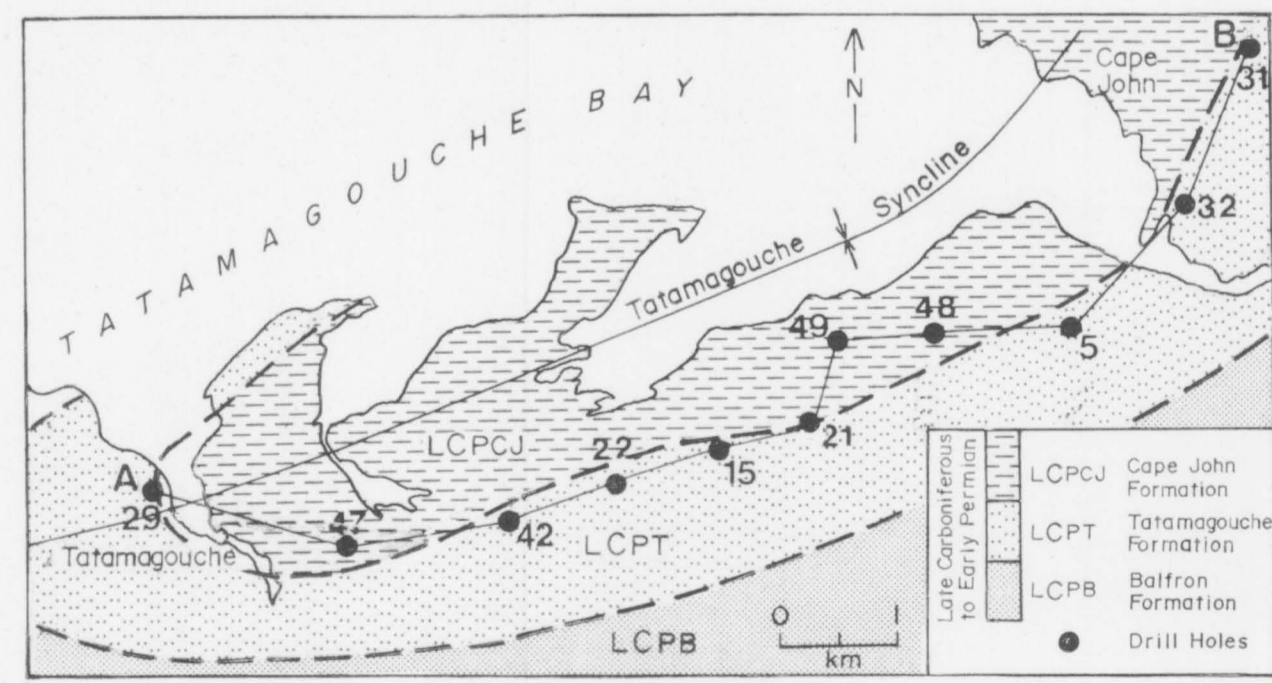 TATAMAGOUCHE BAY
N
Cape
John
B
31
32
Tatamagouche Syncline
48
49
5
21
LCPCJ
22
15
A
29
47
42
LCPT
Tatamagouche
LCPB
0 1
km
Late Carboniferous
to Early Permian
LCPCJ Cape John
Formation
LCPT Tatamagouche
Formation
LCPB Balfron
Formation
Drill Holes